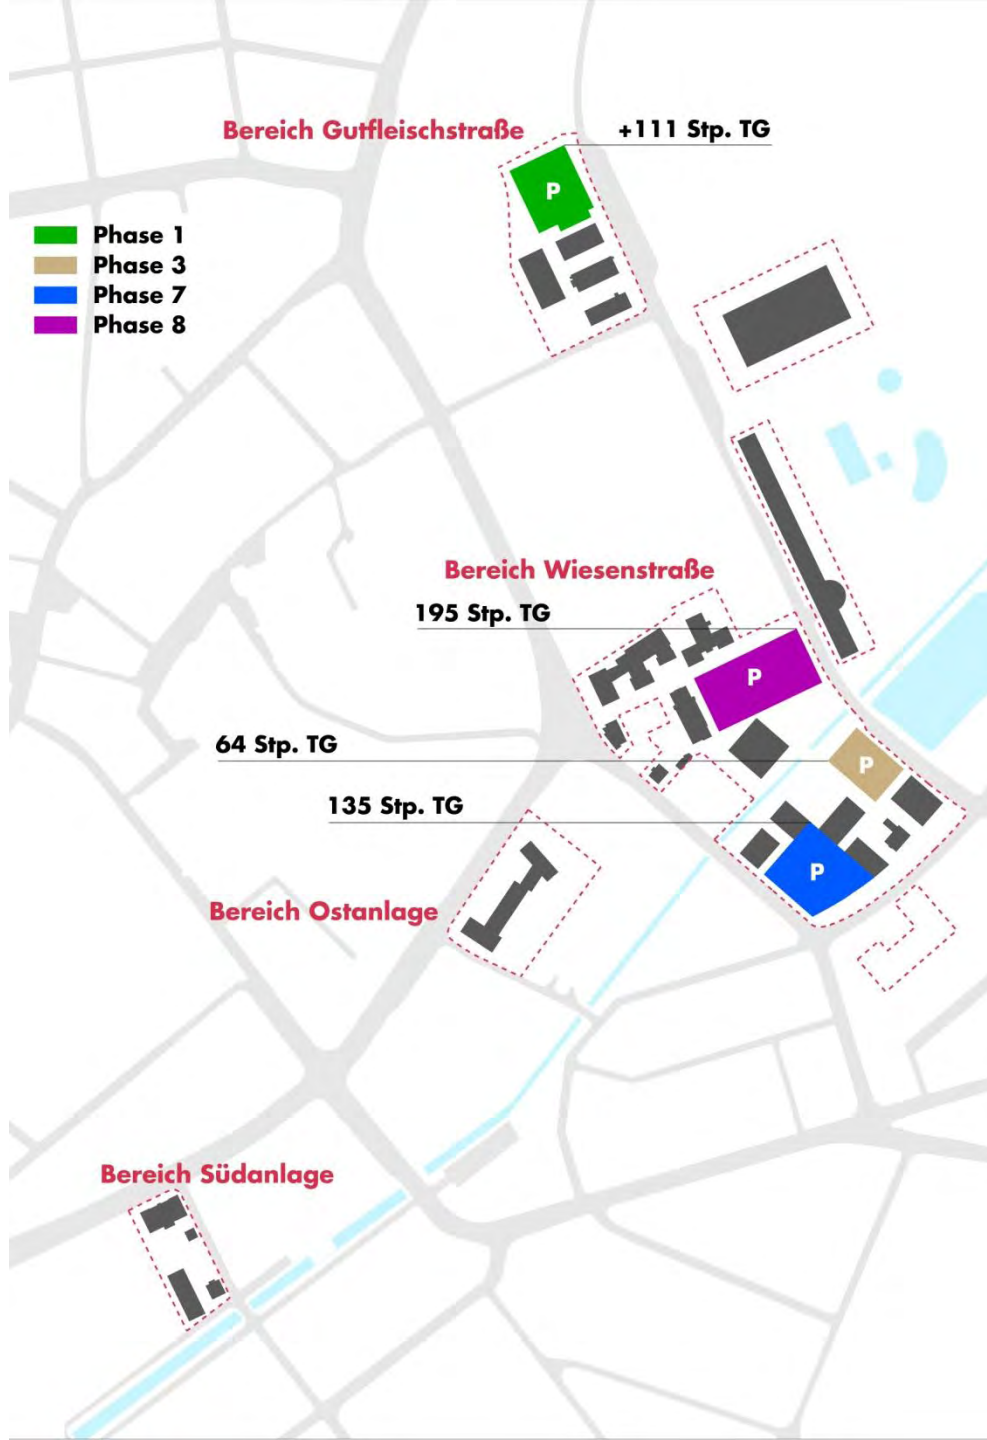 Bereich Gutfleischstraße
+111 Stp. TG
P
Phase 1
Phase 3
Phase 7
Phase 8
Bereich Wiesenstraße
195 Stp. TG
P
64 Stp. TG
P
135 Stp. TG
P
Bereich Ostanlage
Bereich Südanlage